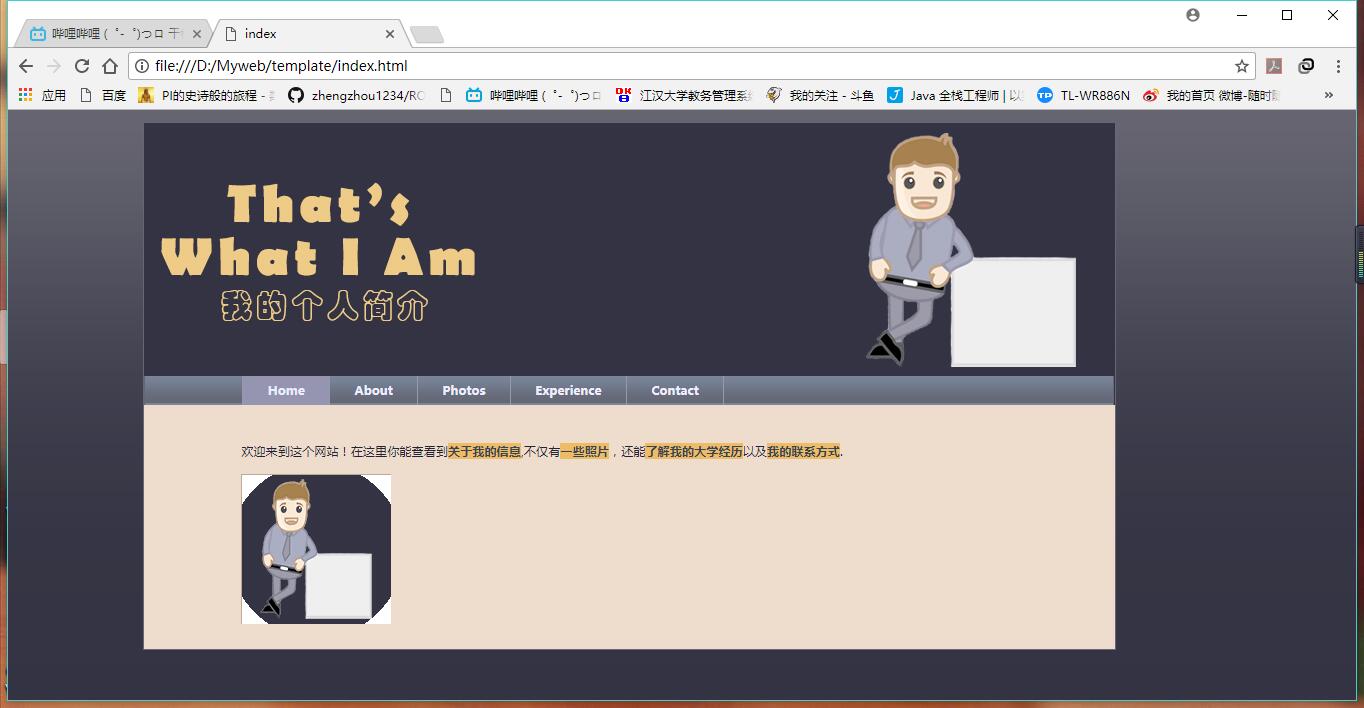 哔哩哔哩 ( ゜- ゜)つロ 干
index
file:///D:/Myweb/template/index.html
应用 百度 PI的史诗般的旅程 - zhengzhou1234/RO 哔哩哔哩 ( ゜- ゜)つロ 江汉大学教务管理系统 我的关注 - 斗鱼 Java 全栈工程师 | 以 TL-WR886N 我的首页 微博-随时随 »
That's
What I Am
我的个人简介
Home About Photos Experience Contact
欢迎来到这个网站！在这里你能查看到关于我的信息,不仅有一些照片，还能了解我的大学经历以及我的联系方式.